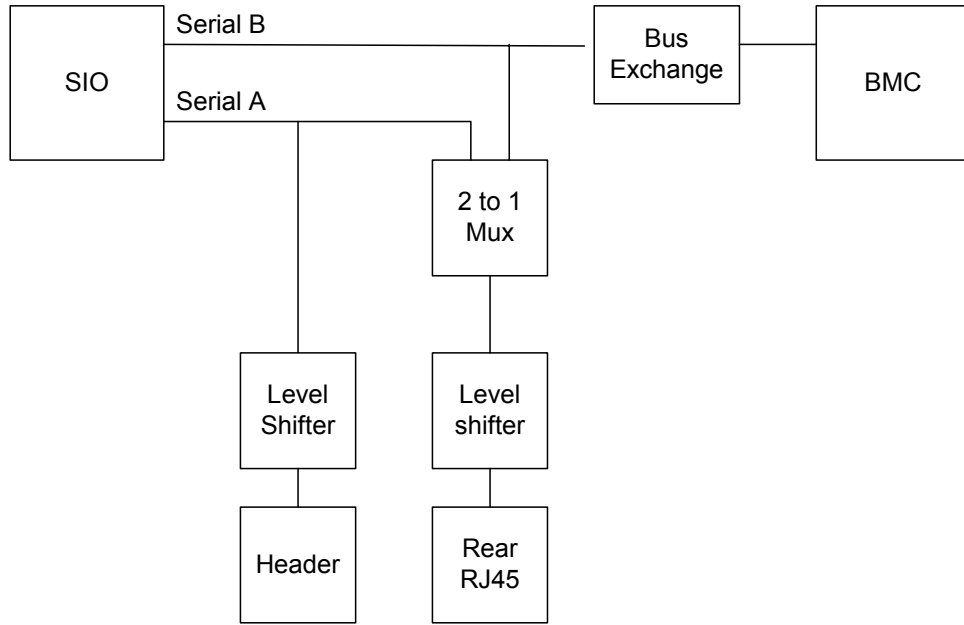 Serial B
SIO
Serial A
Bus
Exchange
BMC
2 to 1
Mux
Level
Shifter
Level
shifter
Header
Rear
RJ45